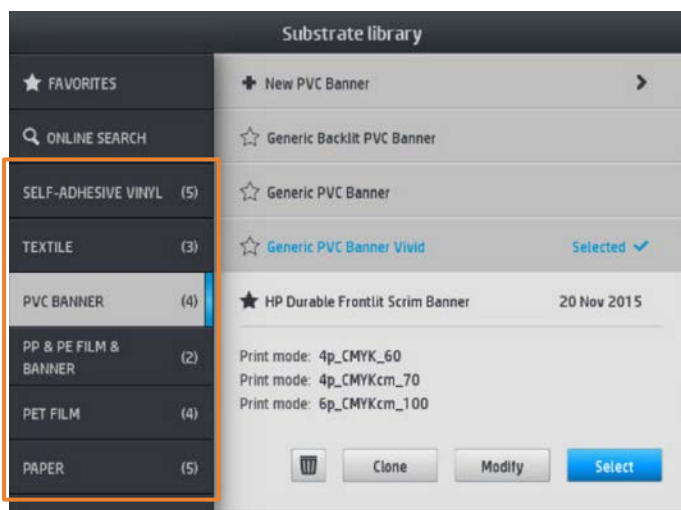 Substrate library
FAVORITES
ONLINE SEARCH
SELF-ADHESIVE VINYL (5)
TEXTILE (3)
PVC BANNER (4)
PP & PE FILM &
BANNER (2)
PET FILM (4)
PAPER (5)
New PVC Banner
Generic Backlit PVC Banner
Generic PVC Banner
Generic PVC Banner Vivid Selected
HP Durable Frontlit Scrim Banner 20 Nov 2015
Print mode: 4p_CMYK_60
Print mode: 4p_CMYKcm_70
Print mode: 6p_CMYKcm_100
Clone Modify Select